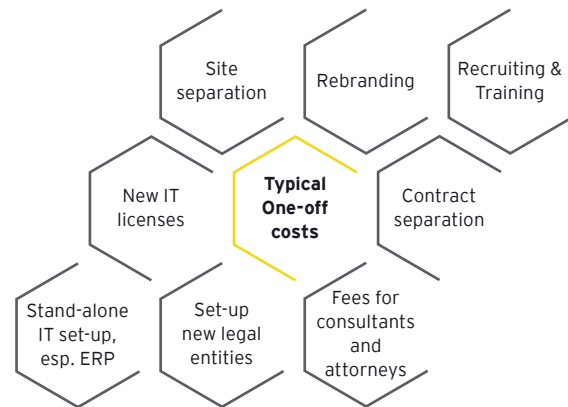 Site
separation
Rebranding
Recruiting &
Training
New IT
licenses
Typical
One-off
costs
Contract
separation
Stand-alone
IT set-up,
esp. ERP
Set-up
new legal
entities
Fees for
consultants
and
attorneys